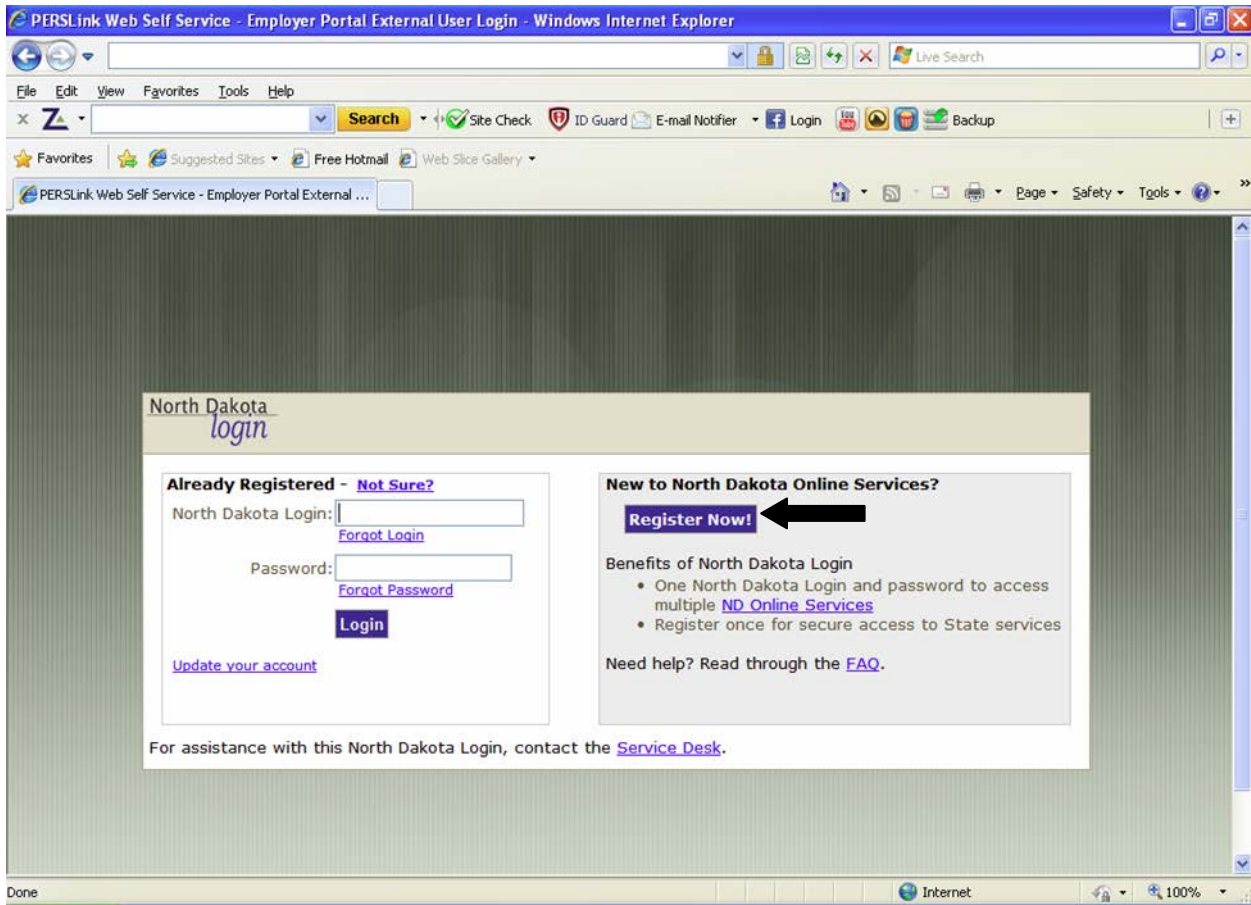 PERSLink Web Self Service - Employer Portal External User Login - Windows Internet Explorer
Live Search
File Edit View Favorites Tools Help
Search Site Check ID Guard E-mail Notifier Login Backup
Favorites Suggested Sites Free Hotmail Web Slice Gallery
PERSLink Web Self Service - Employer Portal External ... Page Safety Tools
North Dakota
login
Already Registered - Not Sure?
North Dakota Login:
Forgot Login
Password:
Forgot Password
Login
Update your account
New to North Dakota Online Services?
Register Now!
Benefits of North Dakota Login
• One North Dakota Login and password to access
multiple ND Online Services
• Register once for secure access to State services
Need help? Read through the FAQ.
For assistance with this North Dakota Login, contact the Service Desk.
Done Internet 100%